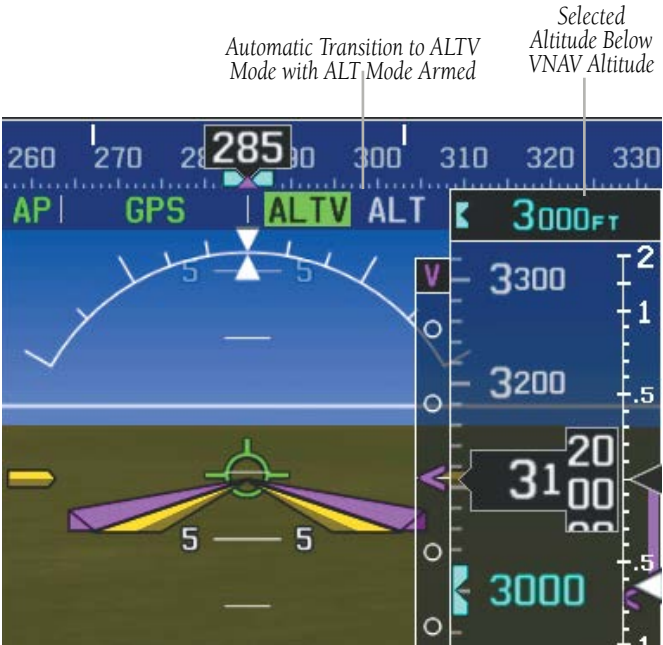 Automatic Transition to ALTV
Mode with ALT Mode Armed
Selected
Altitude Below
VNAV Altitude
285
260 270 300 310 320 330
AP GPS ALTV ALT 3000FT
5 5
V
3300
3200
2
1
.5
20
3100
5 5
.5
3000
1